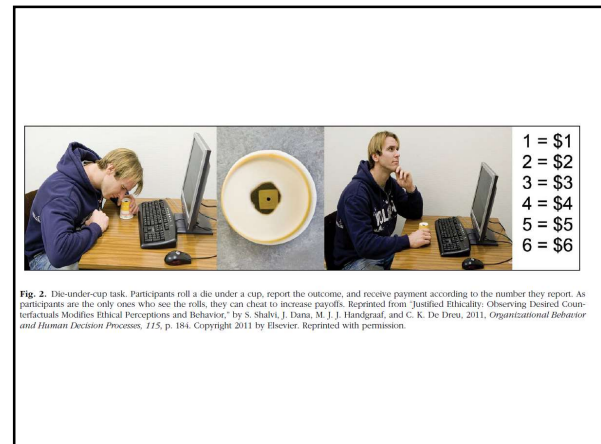 1 = $1
2 = $2
3 = $3
4 = $4
5 = $5
6 = $6
Fig. 2. Die-under-cup task. Participants roll a die under a cup, report the outcome, and receive payment according to the number they report. As
participants are the only ones who see the rolls, they can cheat to increase payoffs. Reprinted from "Justified Ethicality: Observing Desired Coun-
terfactuals Modifies Ethical Perceptions and Behavior," by S. Shalvi, J. Dana, M. J. J. Handgraaf, and C. K. De Dreu, 2011, Organizational Behavior
and Human Decision Processes, 115, p. 184. Copyright 2011 by Elsevier. Reprinted with permission.